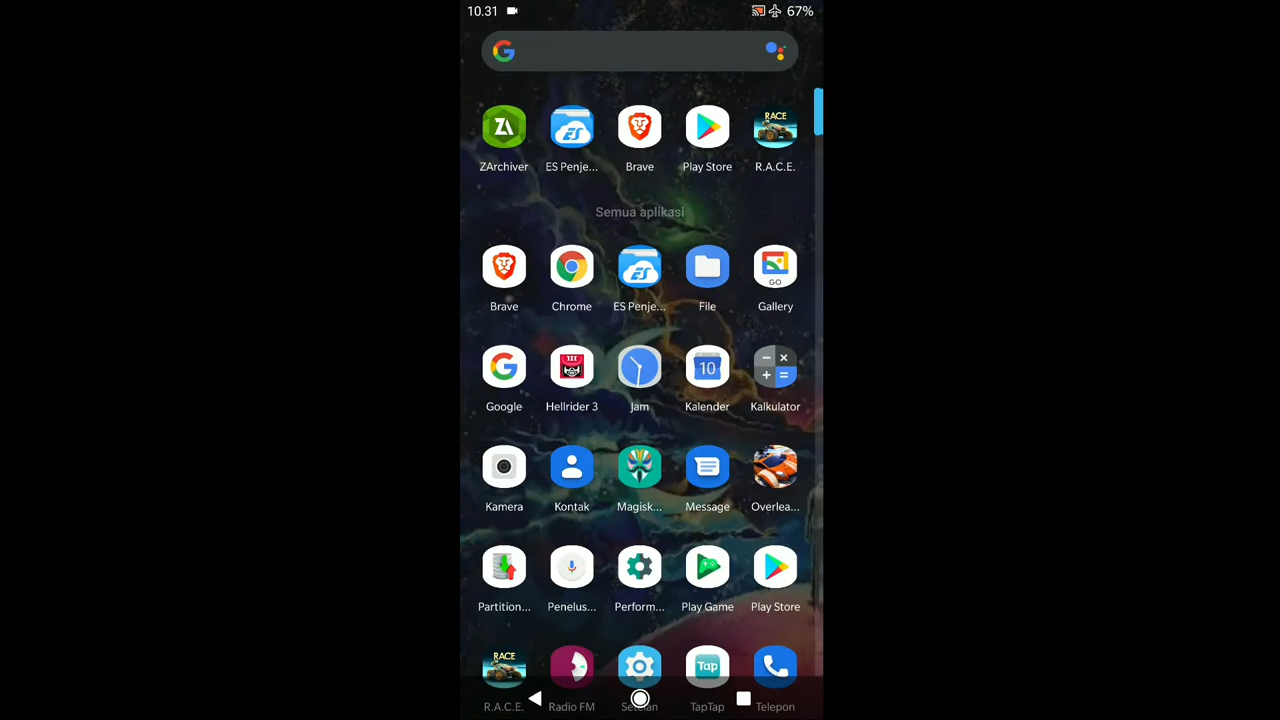 10.31 67%
ZArchiver ES Penje... Brave Play Store R.A.C.E.
Semua aplikasi
Brave Chrome ES Penje... File Gallery
Google Hellrider 3 Jam Kalender Kalkulator
Kamera Kontak Magisk... Message Overlea...
Partition... Penelus... Perform... Play Game Play Store
R.A.C.E. Radio FM Setelan TapTap Telepon